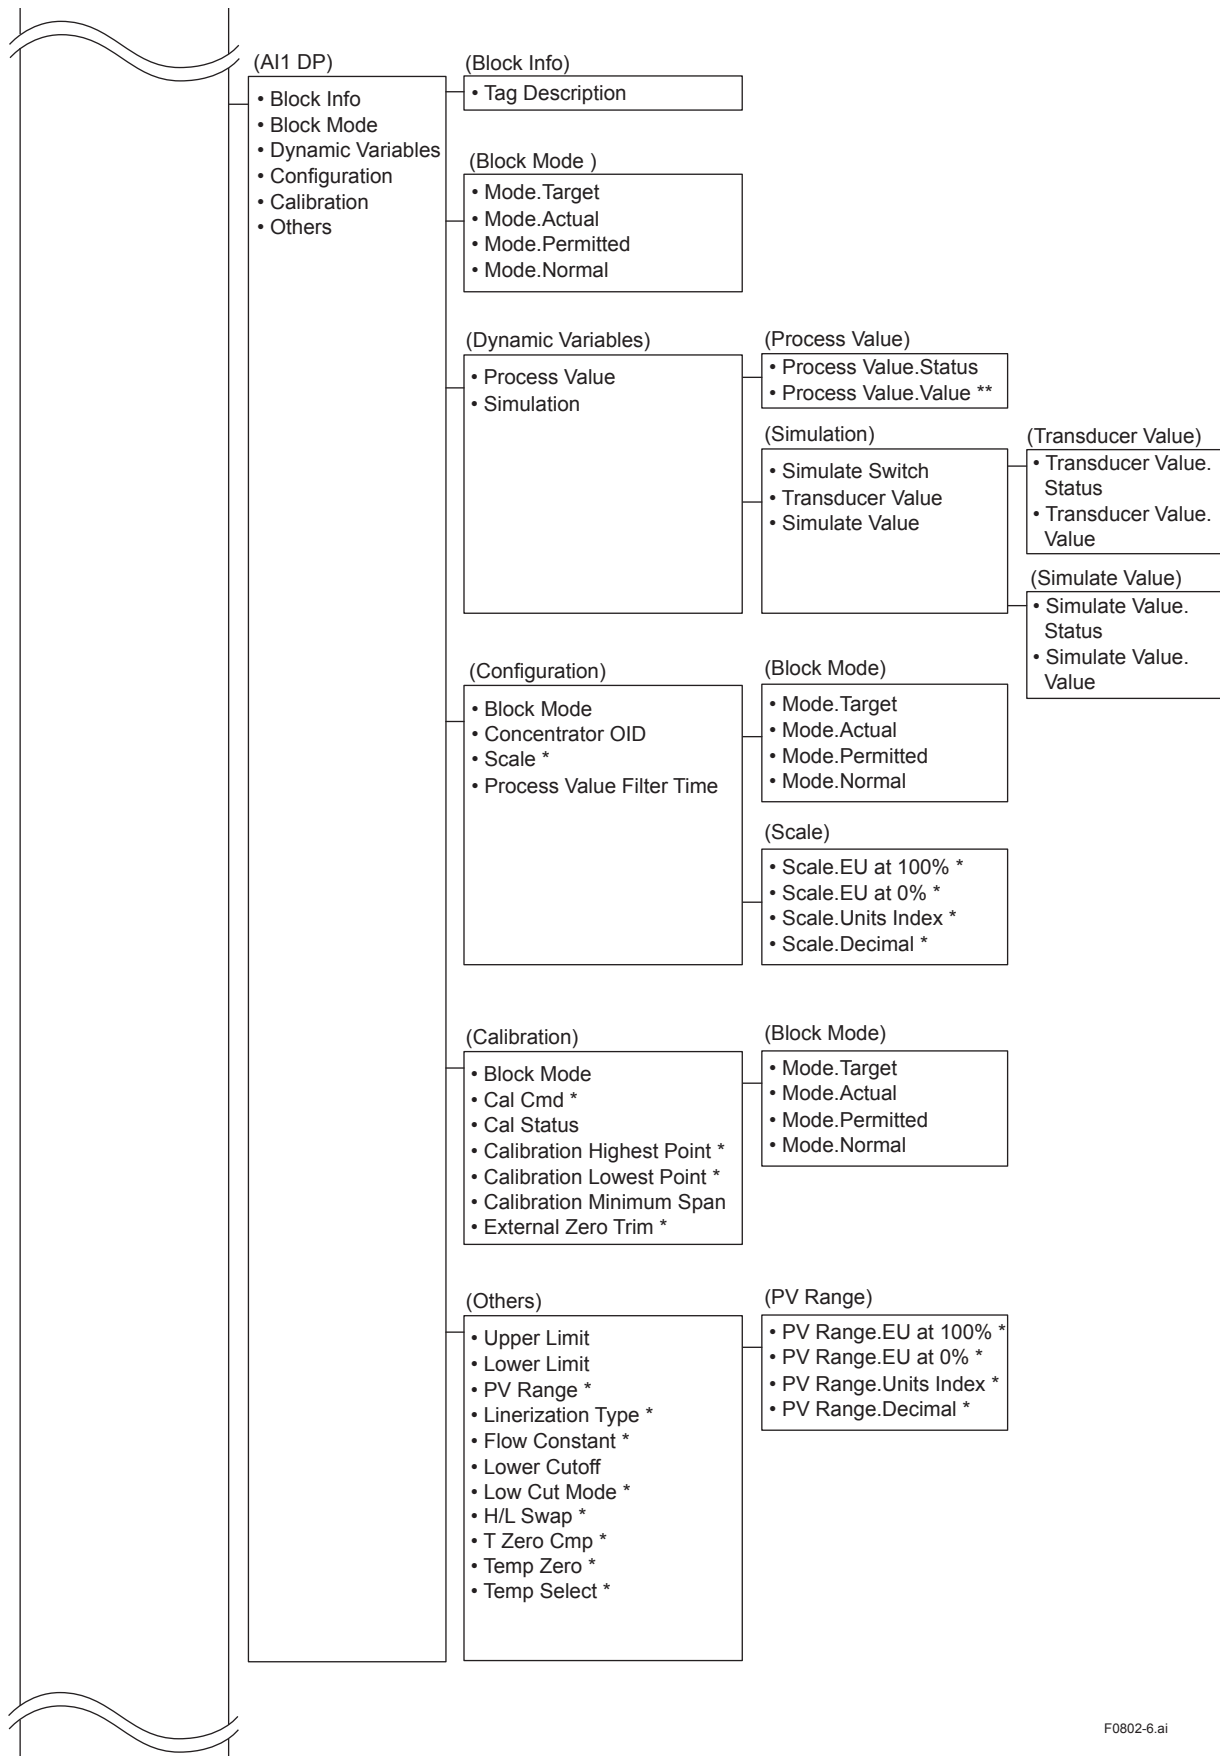 (AI1 DP)
• Block Info
• Block Mode
• Dynamic Variables
• Configuration
• Calibration
• Others
(Block Info)
• Tag Description
(Block Mode )
• Mode.Target
• Mode.Actual
• Mode.Permitted
• Mode.Normal
(Dynamic Variables)
• Process Value
• Simulation
(Process Value)
• Process Value.Status
• Process Value.Value **
(Simulation)
• Simulate Switch
• Transducer Value
• Simulate Value
(Transducer Value)
• Transducer Value.
Status
• Transducer Value.
Value
(Simulate Value)
• Simulate Value.
Status
• Simulate Value.
Value
(Configuration)
• Block Mode
• Concentrator OID
• Scale *
• Process Value Filter Time
(Block Mode)
• Mode.Target
• Mode.Actual
• Mode.Permitted
• Mode.Normal
(Scale)
• Scale.EU at 100% *
• Scale.EU at 0% *
• Scale.Units Index *
• Scale.Decimal *
(Calibration)
• Block Mode
• Cal Cmd *
• Cal Status
• Calibration Highest Point *
• Calibration Lowest Point *
• Calibration Minimum Span
• External Zero Trim *
(Block Mode)
• Mode.Target
• Mode.Actual
• Mode.Permitted
• Mode.Normal
(Others)
• Upper Limit
• Lower Limit
• PV Range *
• Linerization Type *
• Flow Constant *
• Lower Cutoff
• Low Cut Mode *
• H/L Swap *
• T Zero Cmp *
• Temp Zero *
• Temp Select *
(PV Range)
• PV Range.EU at 100% *
• PV Range.EU at 0% *
• PV Range.Units Index *
• PV Range.Decimal *
F0802-6.ai